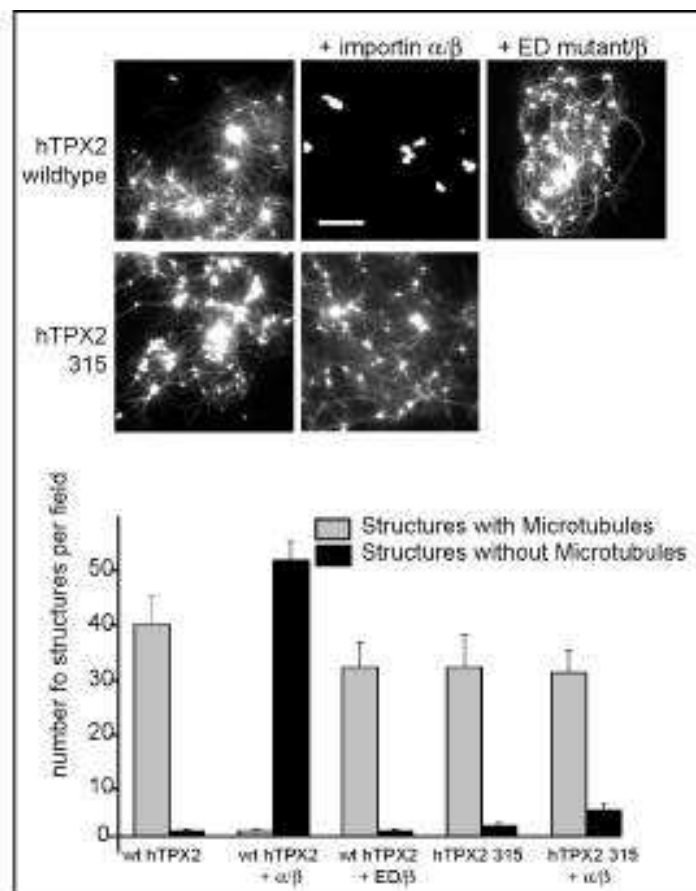 + importin α/β
+ ED mutant/β
hTPX2
wildtype
hTPX2
315
number fo structures per field
Structures with Microtubules
Structures without Microtubules
50
40
30
20
10
0
wt hTPX2
wt hTPX2
+ α/β
wt hTPX2
+ ED/β
hTPX2 315
hTPX2 315
+ α/β